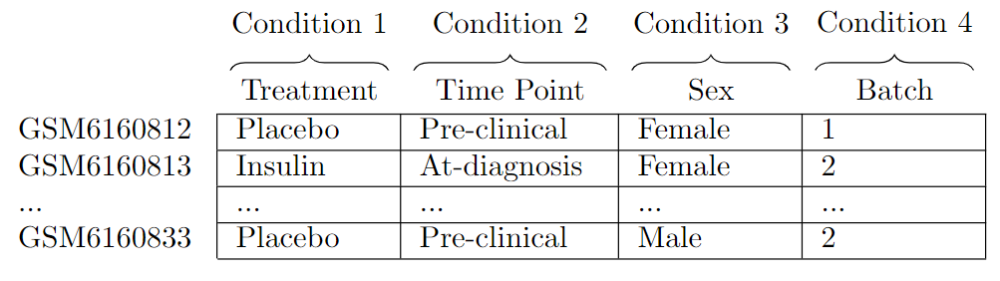 Condition 1 Condition 2 Condition 3 Condition 4
Treatment Time Point Sex Batch
GSM6160812 Placebo Pre-clinical Female 1
GSM6160813 Insulin At-diagnosis Female 2
... ... ... ... ...
GSM6160833 Placebo Pre-clinical Male 2